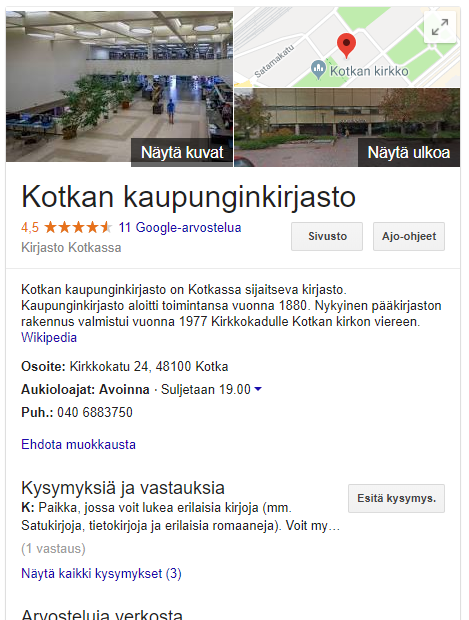 Satamakatu
Kotkan kirkko
Näytä kuvat
Näytä ulkoa
Kotkan kaupunginkirjasto
4,5 11 Google-arvostelua
Kirjasto Kotkassa
Sivusto
Ajo-ohjeet
Kotkan kaupunginkirjasto on Kotkassa sijaitseva kirjasto.
Kaupunginkirjasto aloitti toimintansa vuonna 1880. Nykyinen pääkirjaston
rakennus valmistui vuonna 1977 Kirkkokadulle Kotkan kirkon viereen.
Wikipedia
Osoite: Kirkkokatu 24, 48100 Kotka
Aukioloajat: Avoinna · Suljetaan 19.00
Puh.: 040 6883750
Ehdota muokkausta
Kysymyksiä ja vastauksia
Esitä kysymys.
K: Paikka, jossa voit lukea erilaisia kirjoja (mm.
Satukirjoja, tietokirjoja ja erilaisia romaaneja). Voit my…
(1 vastaus)
Näytä kaikki kysymykset (3)
Arvosteluja verkosta